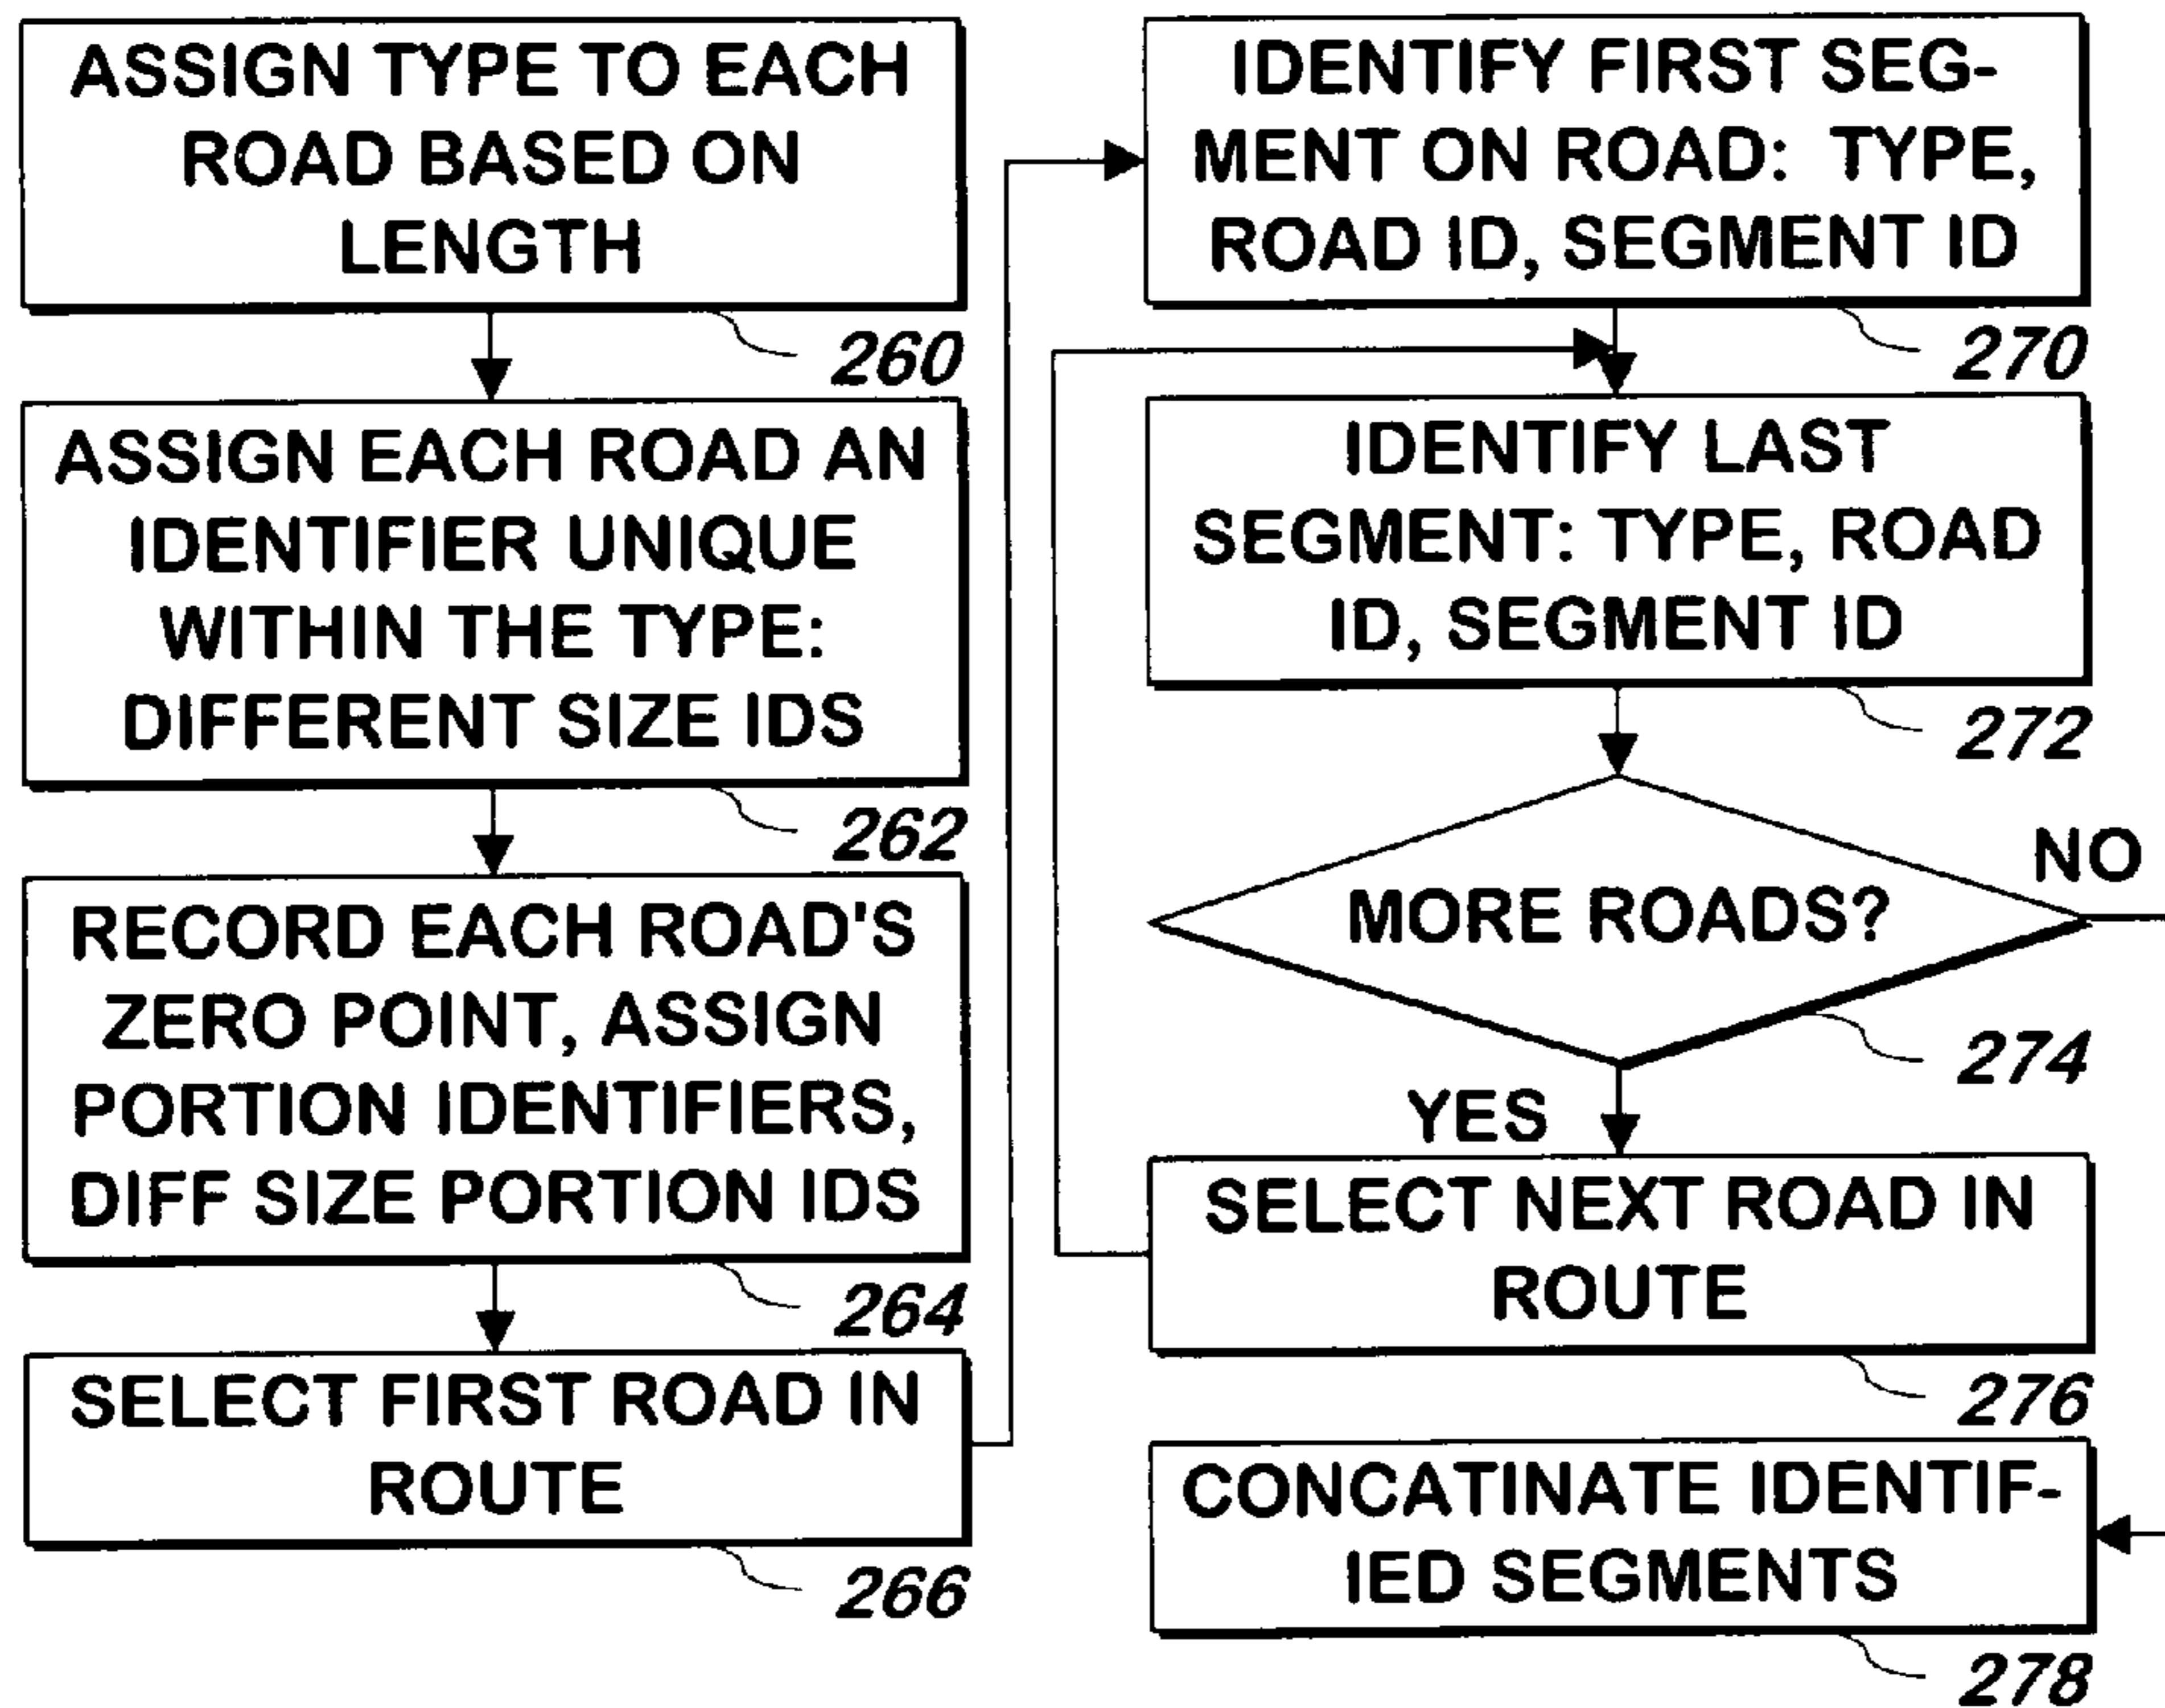 ASSIGN TYPE TO EACH
ROAD BASED ON
LENGTH
260
ASSIGN EACH ROAD AN
IDENTIFIER UNIQUE
WITHIN THE TYPE:
DIFFERENT SIZE IDS
262
RECORD EACH ROAD'S
ZERO POINT, ASSIGN
PORTION IDENTIFIERS,
DIFF SIZE PORTION IDS
264
SELECT FIRST ROAD IN
ROUTE
266
IDENTIFY FIRST SEG-
MENT ON ROAD: TYPE,
ROAD ID, SEGMENT ID
270
IDENTIFY LAST
SEGMENT: TYPE, ROAD
ID, SEGMENT ID
272
MORE ROADS?
NO
274
YES
SELECT NEXT ROAD IN
ROUTE
276
CONCATINATE IDENTIF-
IED SEGMENTS
278